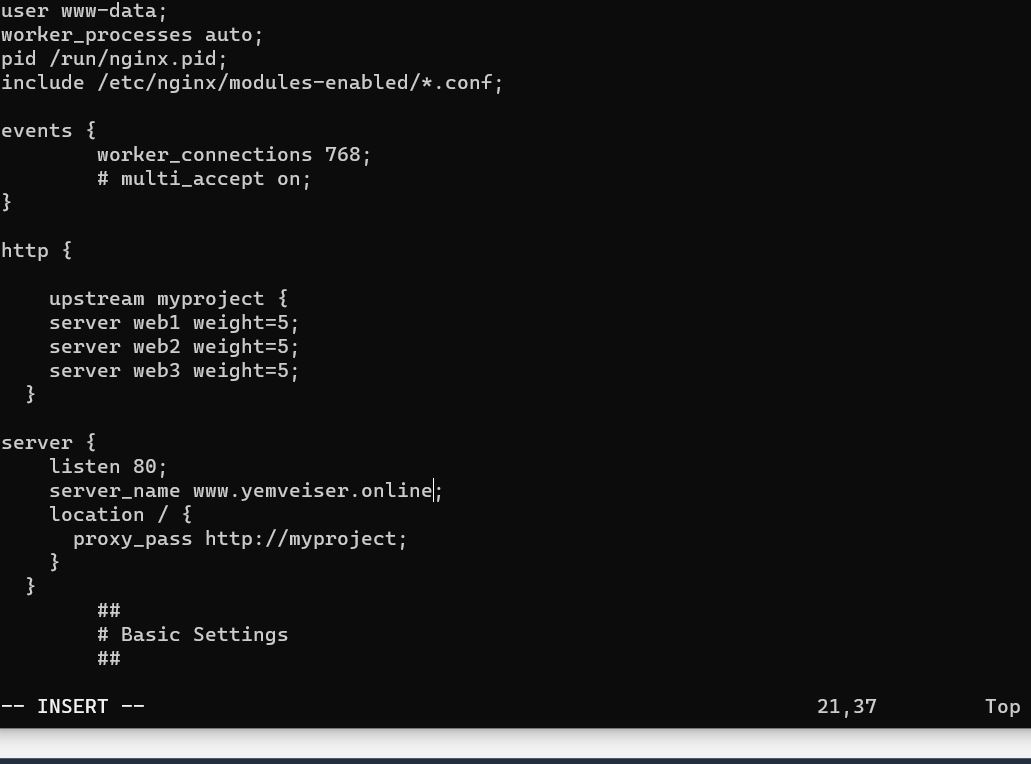 user www-data;
worker_processes auto;
pid /run/nginx.pid;
include /etc/nginx/modules-enabled/*.conf;
events {
worker_connections 768;
# multi_accept on;
}
http {
upstream myproject {
server web1 weight=5;
server web2 weight=5;
server web3 weight=5;
}
server {
listen 80;
server_name www.yemveiser.online;
location / {
proxy_pass http://myproject;
}
}
##
# Basic Settings
##
-- INSERT -- 21,37 Top